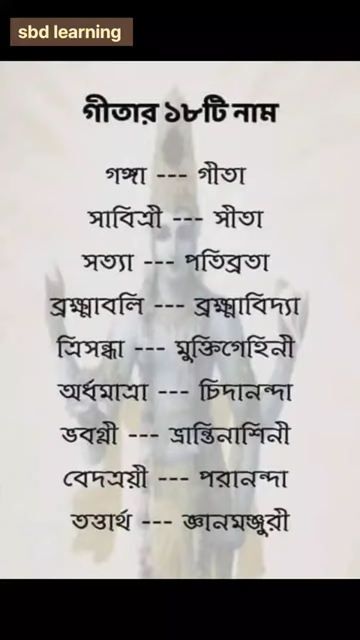 sbd learning
গীতার ১৮টি নাম
গঙ্গা --- গীতা
সাবিত্রী --- সীতা
সত্যা --- পতিব্রতা
ব্রহ্মাবলি --- ব্রহ্মাবিদ্যা
ত্রিসন্ধা --- মুক্তিগেহিনী
অর্ধমাত্রা --- চিদানন্দা
ভবগ্নী --- ভ্রান্তিনাশিনী
বেদত্রয়ী --- পরানন্দা
তত্তার্থ --- জ্ঞানমঞ্জুরী